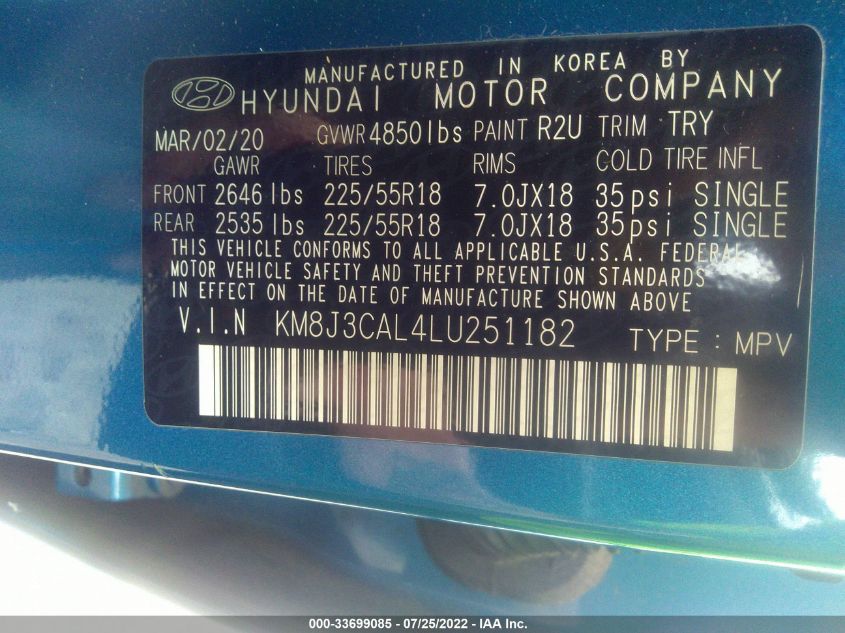 MANUFACTURED IN KOREA BY
HYUNDAI MOTOR COMPANY
MAR/02/20 GVWR 4850lbs PAINT R2U TRIM TRY
GAWR TIRES RIMS COLD TIRE INFL
FRONT 2646lbs 225/55R18 7.0JX18 35psi SINGLE
REAR 2535lbs 225/55R18 7.0JX18 35psi SINGLE
THIS VEHICLE CONFORMS TO ALL APPLICABLE U.S.A. FEDERAL
MOTOR VEHICLE SAFETY AND THEFT PREVENTION STANDARDS
IN EFFECT ON THE DATE OF MANUFACTURE SHOWN ABOVE
V.I.N KM8J3CAL4LU251182 TYPE : MPV
000-33699085 - 07/25/2022 - IAA Inc.